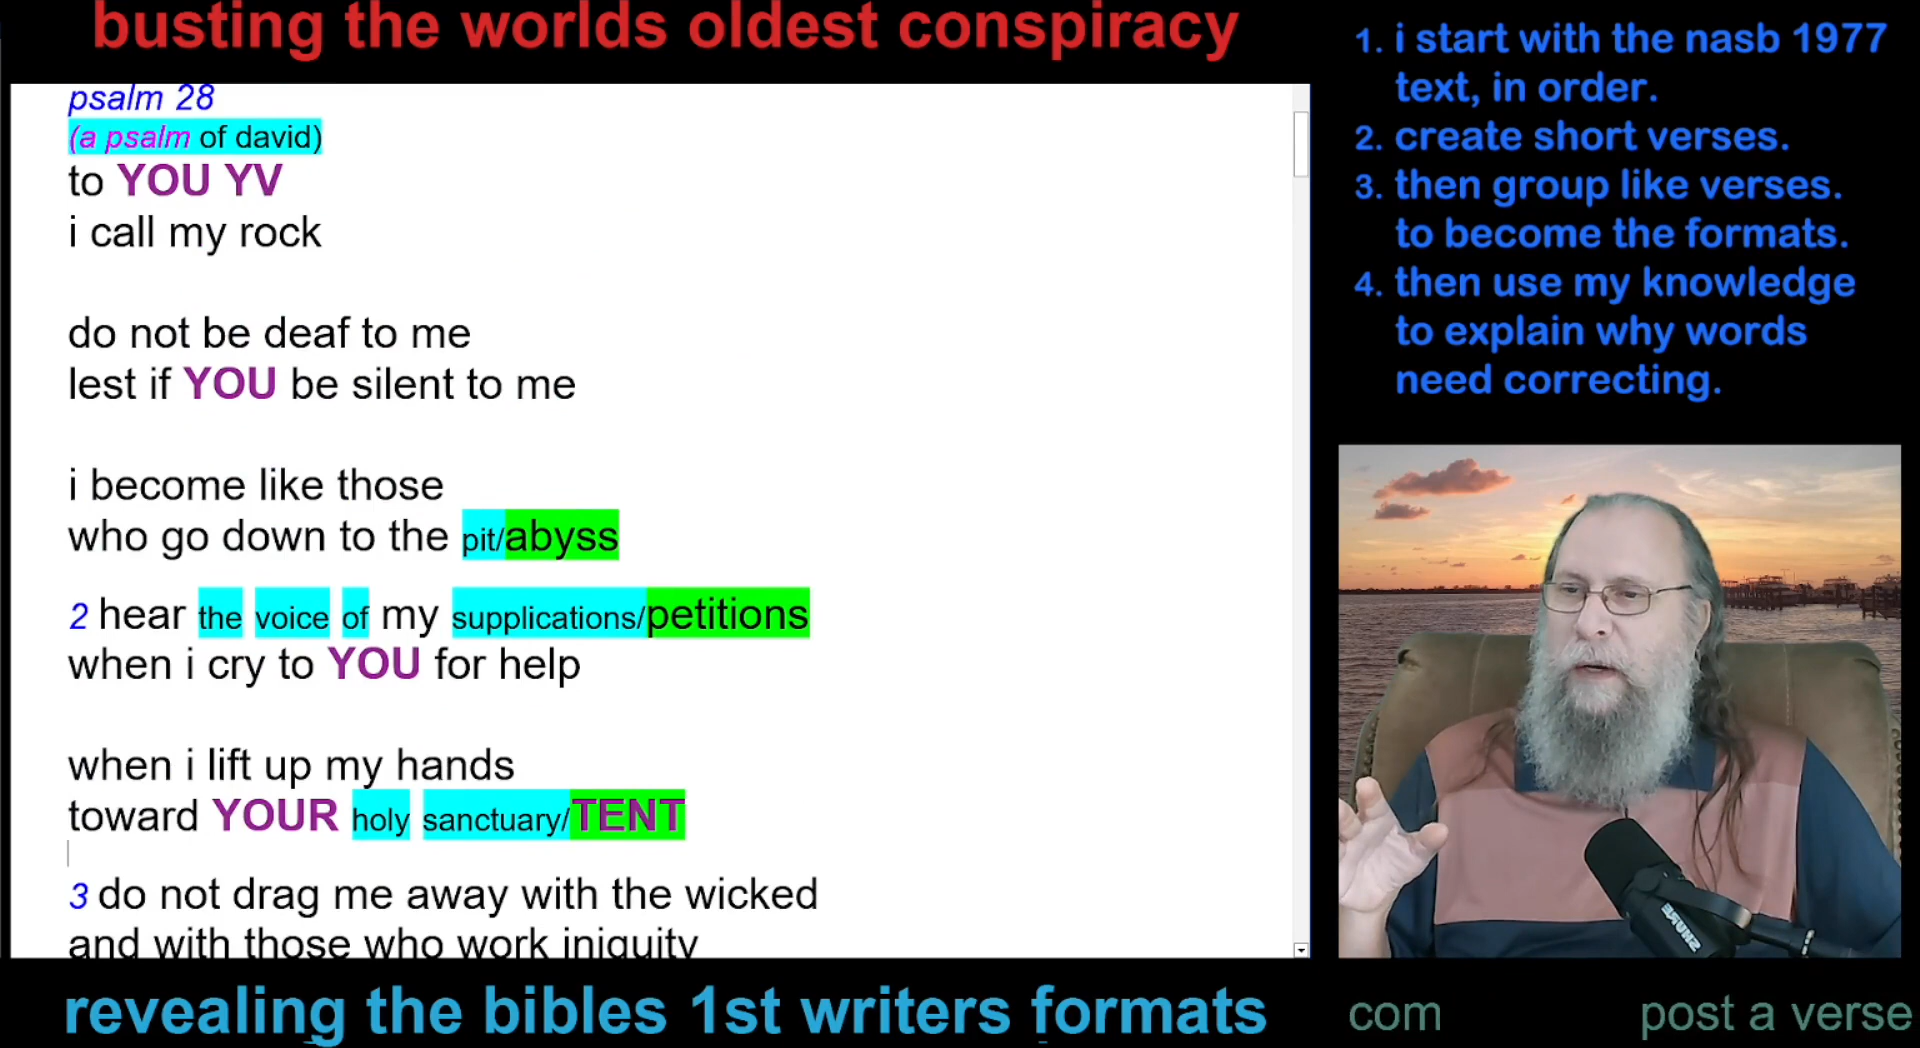 busting the worlds oldest conspiracy
psalm 28
(a psalm of david)
to YOU YV
i call my rock
do not be deaf to me
lest if YOU be silent to me
i become like those
who go down to the pit/abyss
2 hear the voice of my supplications/petitions
when i cry to YOU for help
when i lift up my hands
toward YOUR holy sanctuary/TENT
3 do not drag me away with the wicked
and with those who work iniquity
revealing the bibles 1st writers formats
1. i start with the nasb 1977
text, in order.
2. create short verses.
3. then group like verses.
to become the formats.
4. then use my knowledge
to explain why words
need correcting.
SHURE
com post a verse